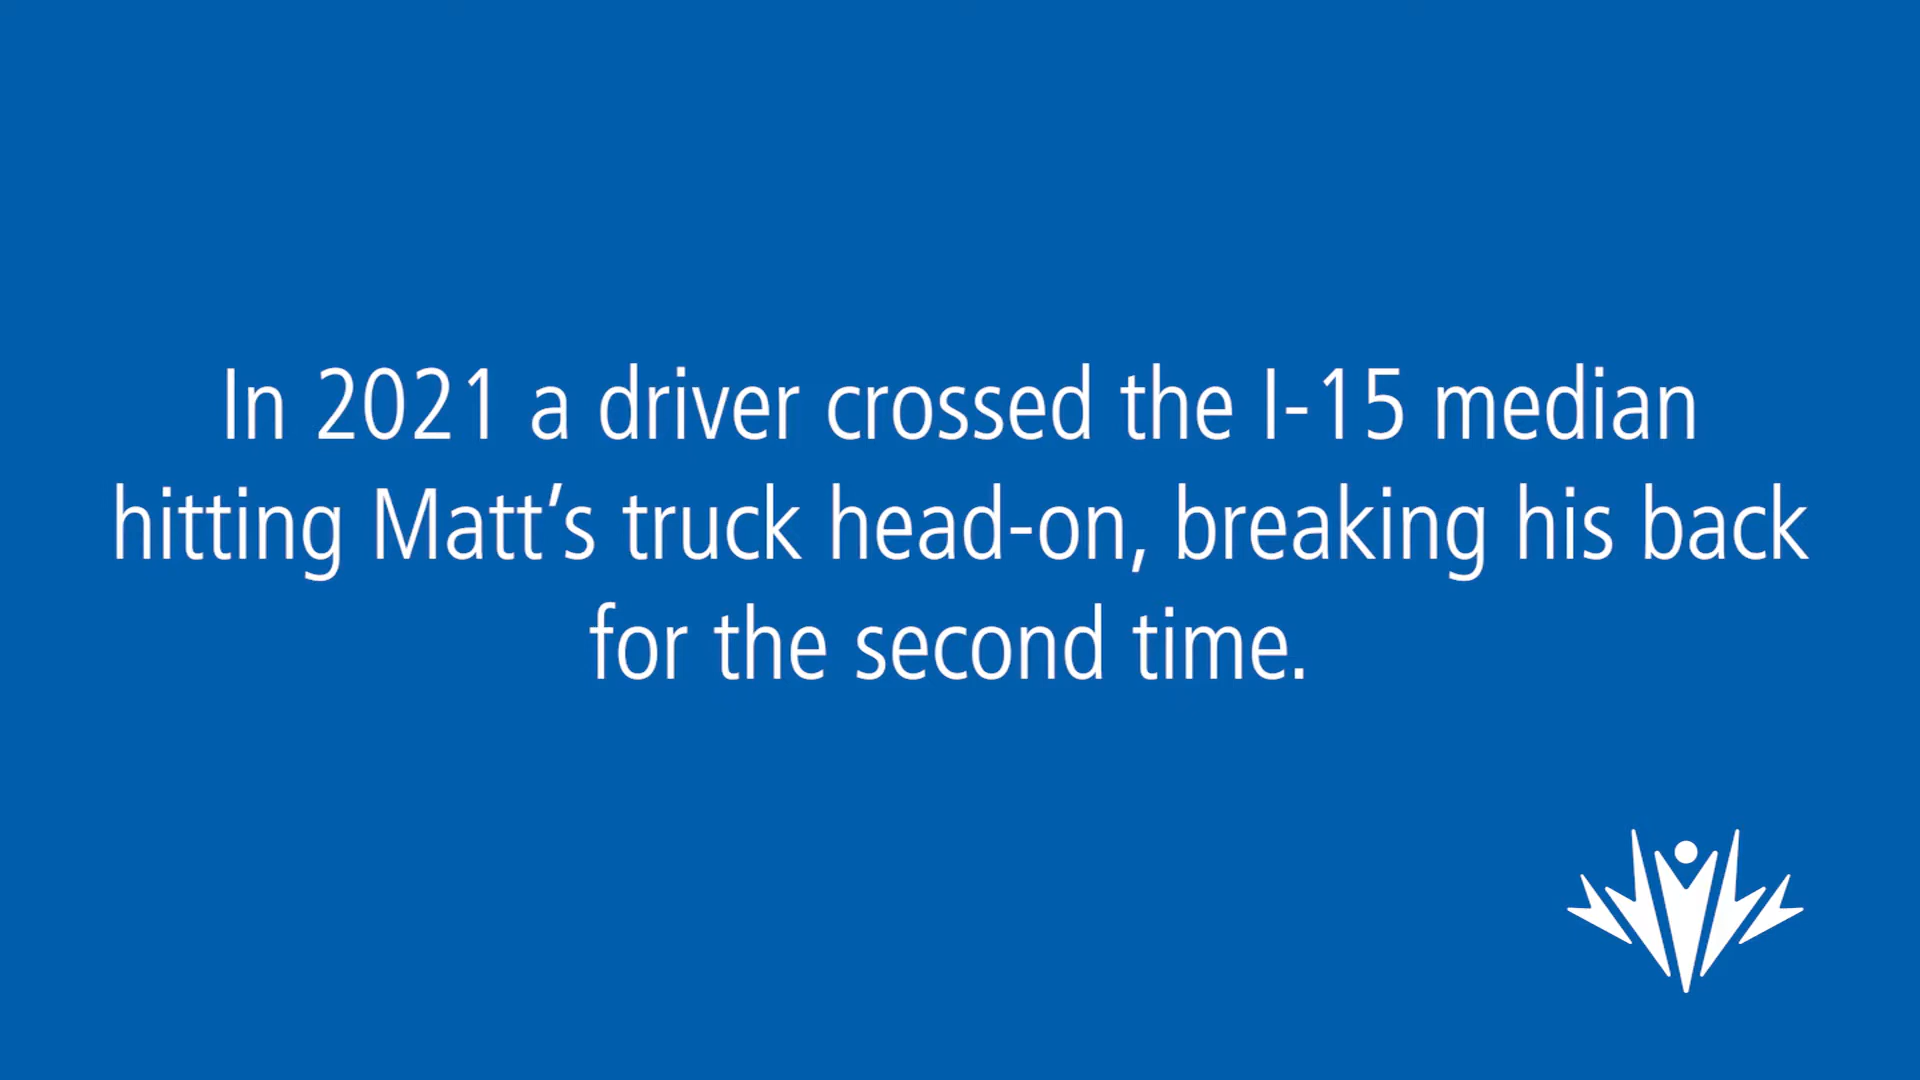 In 2021 a driver crossed the I-15 median
hitting Matt’s truck head-on, breaking his back
for the second time.